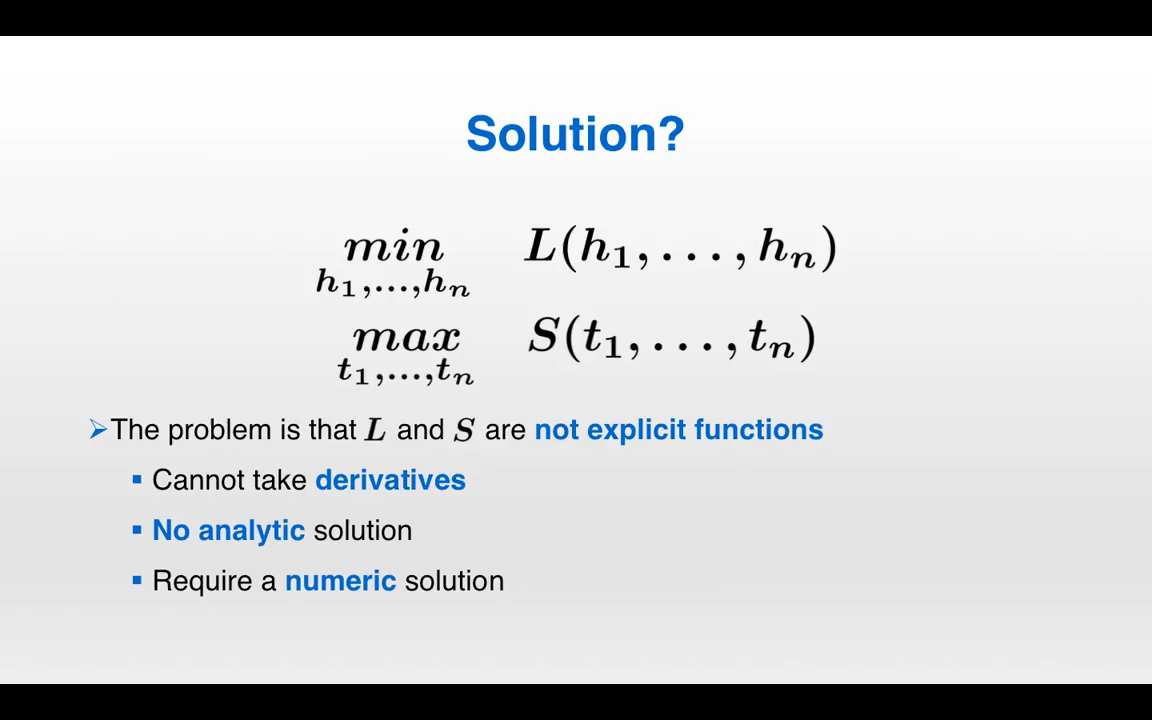 Solution?
min L(h₁, . . . , hₙ)
h₁,...,hₙ
max S(t₁, . . . , tₙ)
t₁,...,tₙ
➢The problem is that L and S are not explicit functions
▪ Cannot take derivatives
▪ No analytic solution
▪ Require a numeric solution